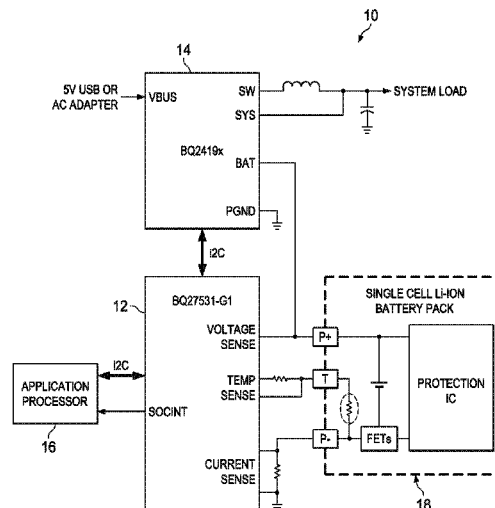 10
14
5V USB OR
AC ADAPTER
VBUS
SW
SYSTEM LOAD
SYS
BQ2419x
BAT
PGND
i2C
12
BQ27531-G1
VOLTAGE
SENSE
SINGLE CELL Li-ION
BATTERY PACK
P+
i2C
APPLICATION
PROCESSOR
16
SOCINT
TEMP
SENSE
T
PROTECTION
IC
P-
FETs
CURRENT
SENSE
18